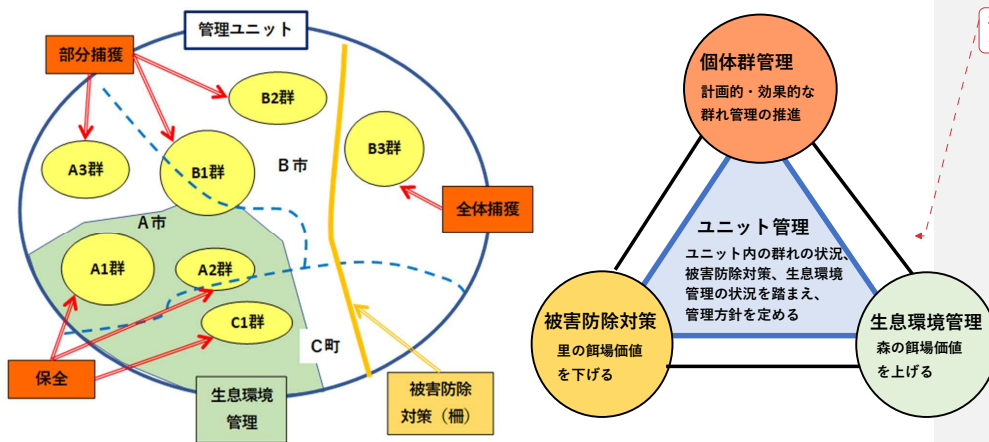 管理ユニット
部分捕獲
B2群
B3群
B市
A3群
B1群
全体捕獲
A市
A1群
A2群
C1群
C町
保全
生息環境
管理
被害防除
対策（柵）
個体群管理
計画的・効果的な
群れ管理の推進
ユニット管理
ユニット内の群れの状況、
被害防除対策、生息環境
管理の状況を踏まえ、
管理方針を定める
被害防除対策
里の餌場価値
を下げる
生息環境管理
森の餌場価値
を上げる